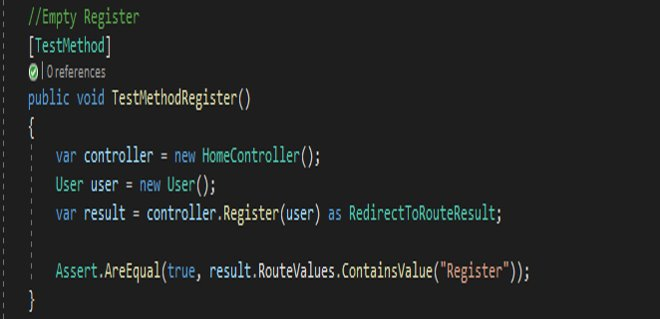 //Empty Register
[TestMethod]
0 references
public void TestMethodRegister()
{
var controller = new HomeController();
User user = new User();
var result = controller.Register(user) as RedirectToRouteResult;
Assert.AreEqual(true, result.RouteValues.ContainsValue("Register"));
}